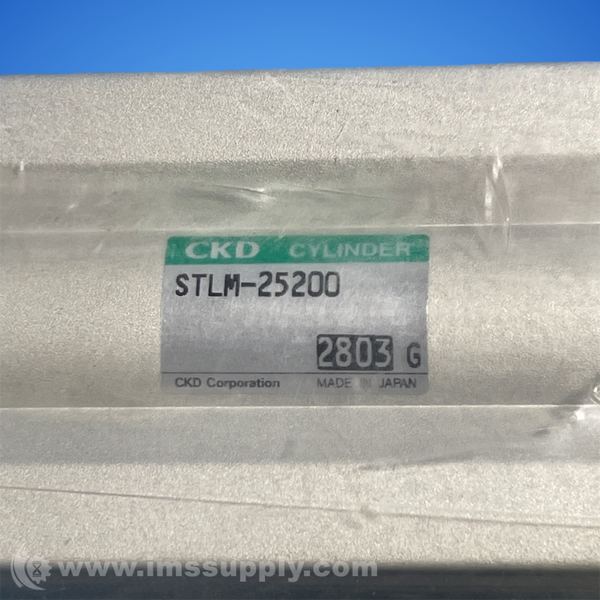 CKD CYLINDER
STLM-25200
2803 G
CKD Corporation MADE IN JAPAN
www.imssupply.com